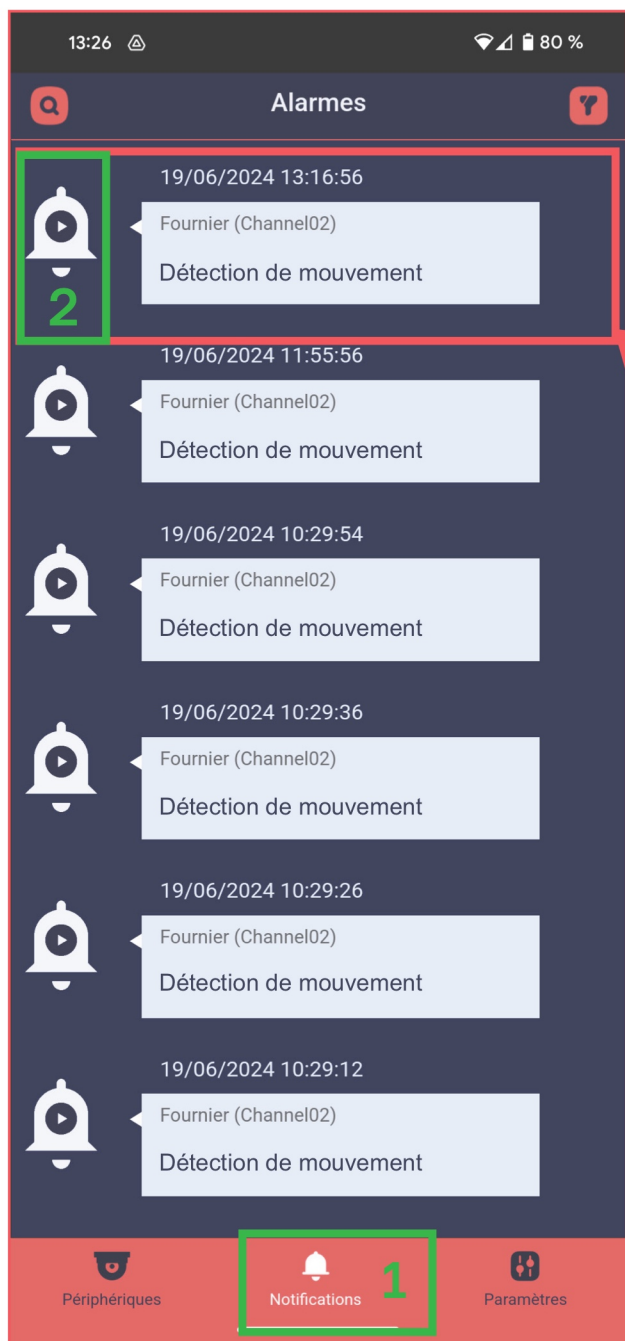 13:26 80 %
Alarmes
19/06/2024 13:16:56
Fournier (Channel02)
Détection de mouvement
2
19/06/2024 11:55:56
Fournier (Channel02)
Détection de mouvement
19/06/2024 10:29:54
Fournier (Channel02)
Détection de mouvement
19/06/2024 10:29:36
Fournier (Channel02)
Détection de mouvement
19/06/2024 10:29:26
Fournier (Channel02)
Détection de mouvement
19/06/2024 10:29:12
Fournier (Channel02)
Détection de mouvement
1
Périphériques Notifications Paramètres